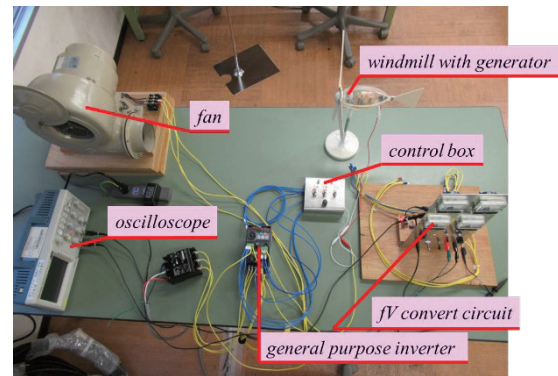 windmill with generator
fan
control box
oscilloscope
fV convert circuit
general purpose inverter